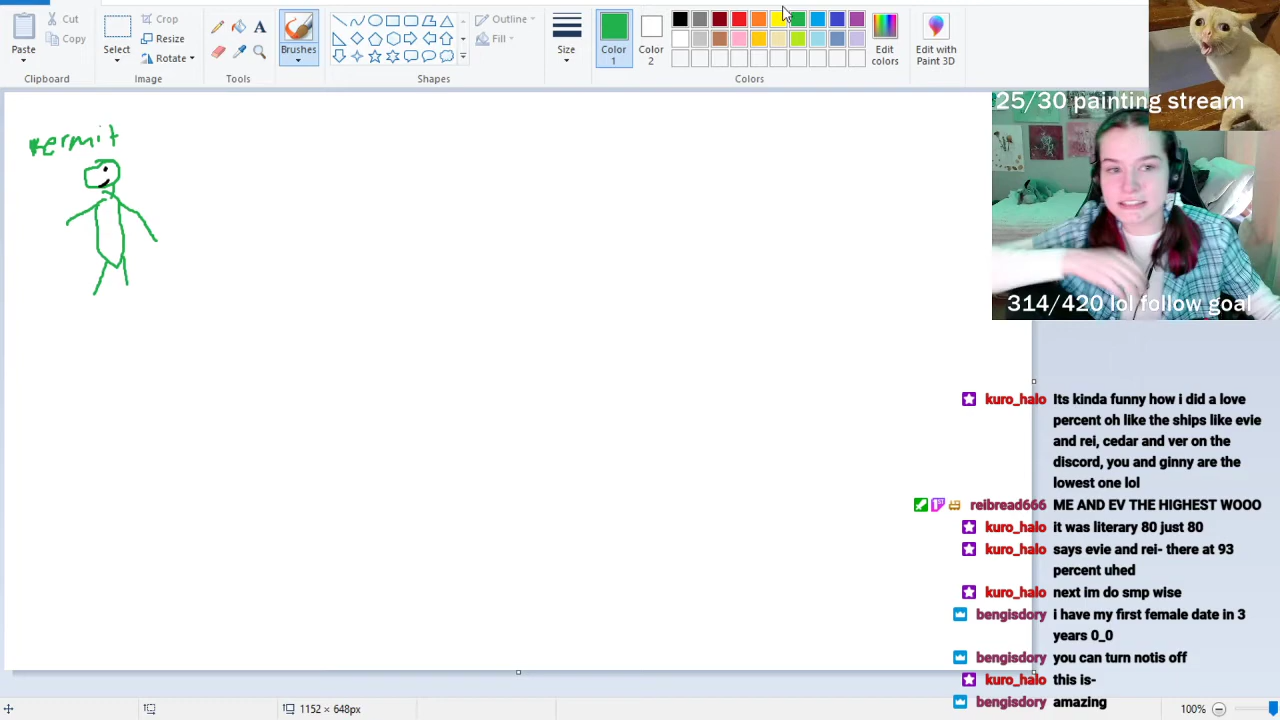 Cut
Copy
Paste
Clipboard
Crop
Resize
Rotate
Select
Image
Tools
Brushes
Outline
Fill
Shapes
Size
Color 1
Color 2
Colors
Edit colors
Edit with Paint 3D
25/30 painting stream
kermit
314/420 lol follow goal
kuro_halo Its kinda funny how i did a love
percent oh like the ships like evie
and rei, cedar and ver on the
discord, you and ginny are the
lowest one lol
reibread666 ME AND EV THE HIGHEST WOOO
kuro_halo it was literary 80 just 80
kuro_halo says evie and rei- there at 93
percent uhed
kuro_halo next im do smp wise
bengisdory i have my first female date in 3
years 0_0
bengisdory you can turn notis off
kuro_halo this is-
bengisdory amazing
1152 × 648px
100%